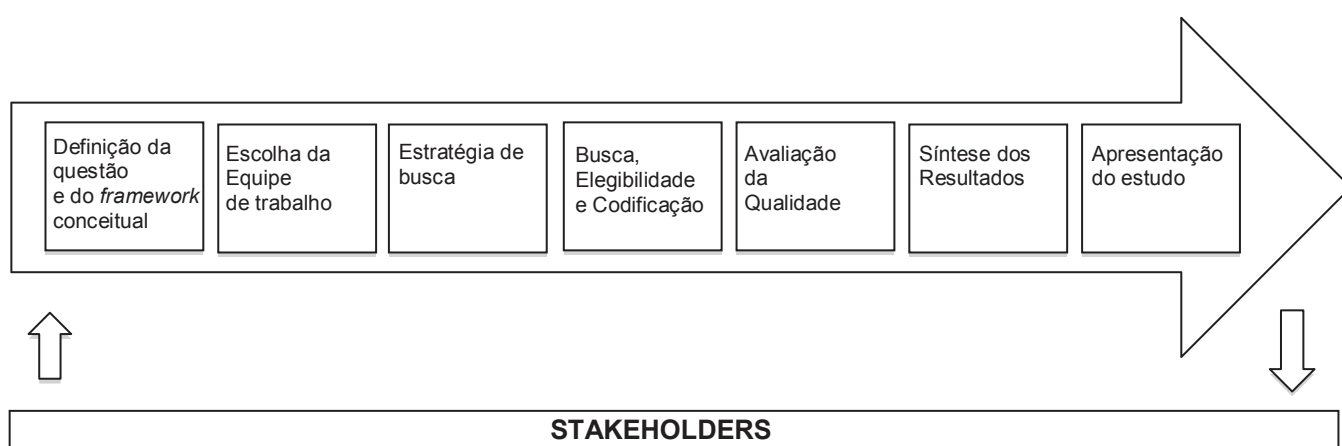 Definição da
questão
e do framework
conceitual
Escolha da
Equipe
de trabalho
Estratégia de
busca
Busca,
Elegibilidade
e Codificação
Avaliação
da
Qualidade
Síntese dos
Resultados
Apresentação
do estudo
STAKEHOLDERS